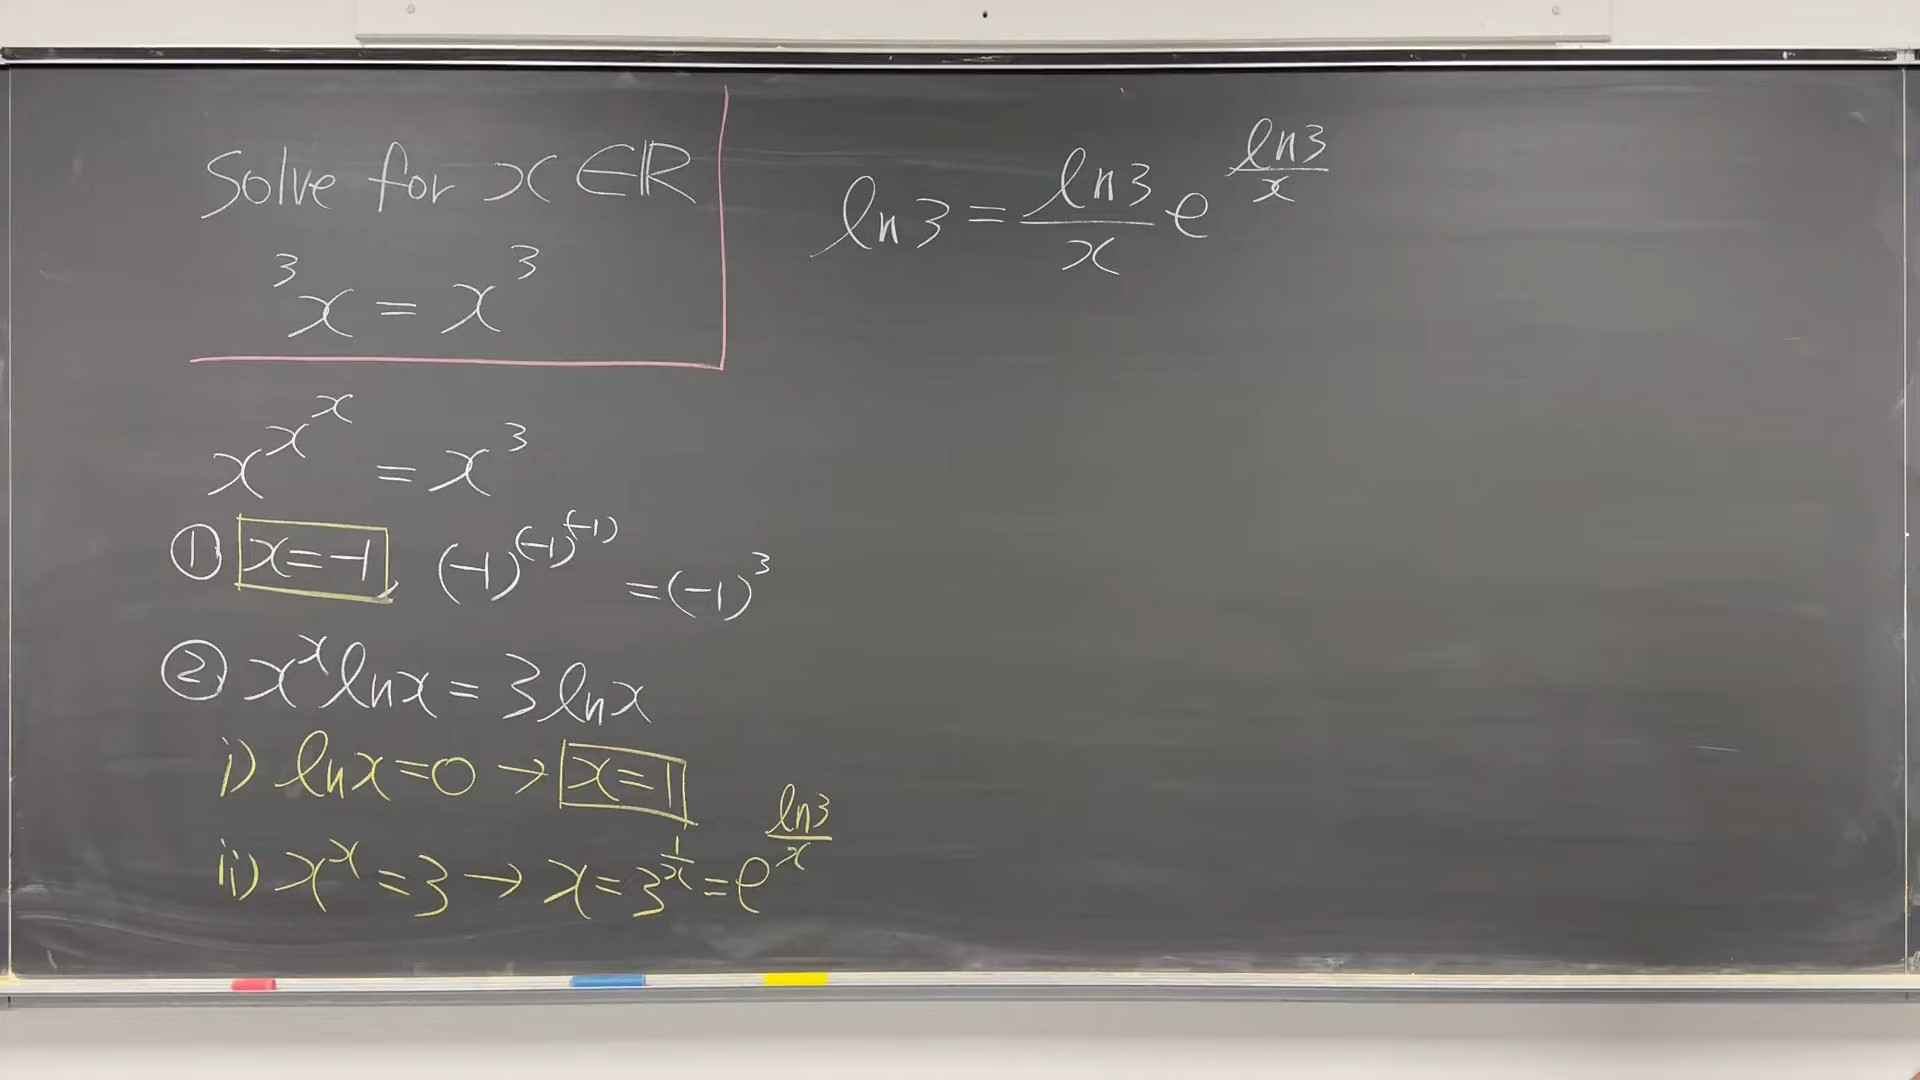 Solve for x ∈ ℝ
³x = x³
x^x^x = x³
① x = -1, (-1)^(-1)^(-1) = (-1)³
② x^x ln x = 3 ln x
i) ln x = 0 → x = 1
ii) x^x = 3 → x = 3^(1/x) = e^(ln3/x)
ln 3 = (ln 3/x) e^(ln3/x)